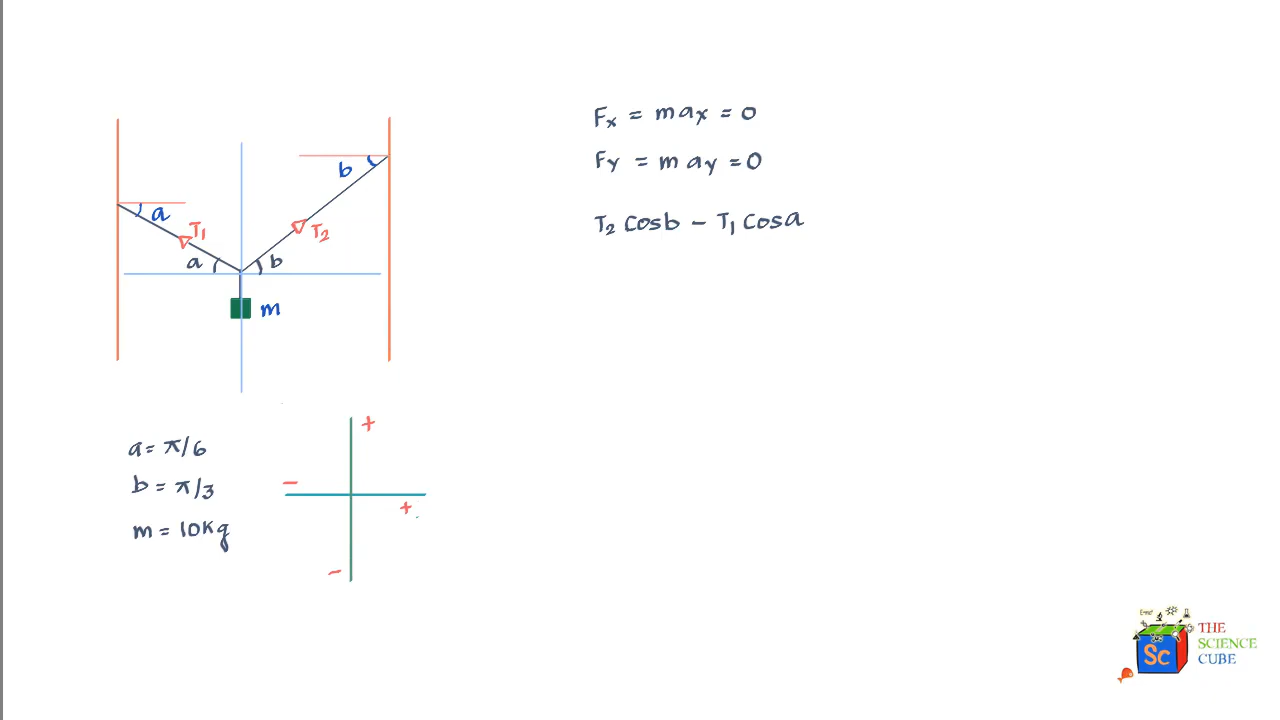 Fx = max = 0
Fy = may = 0
T2 cosb - T1 cosa
b
a
T1
T2
a
b
m
a = π/6
b = π/3
m = 10kg
+
-
+
-
E=mc²
Sc
THE
SCIENCE
CUBE